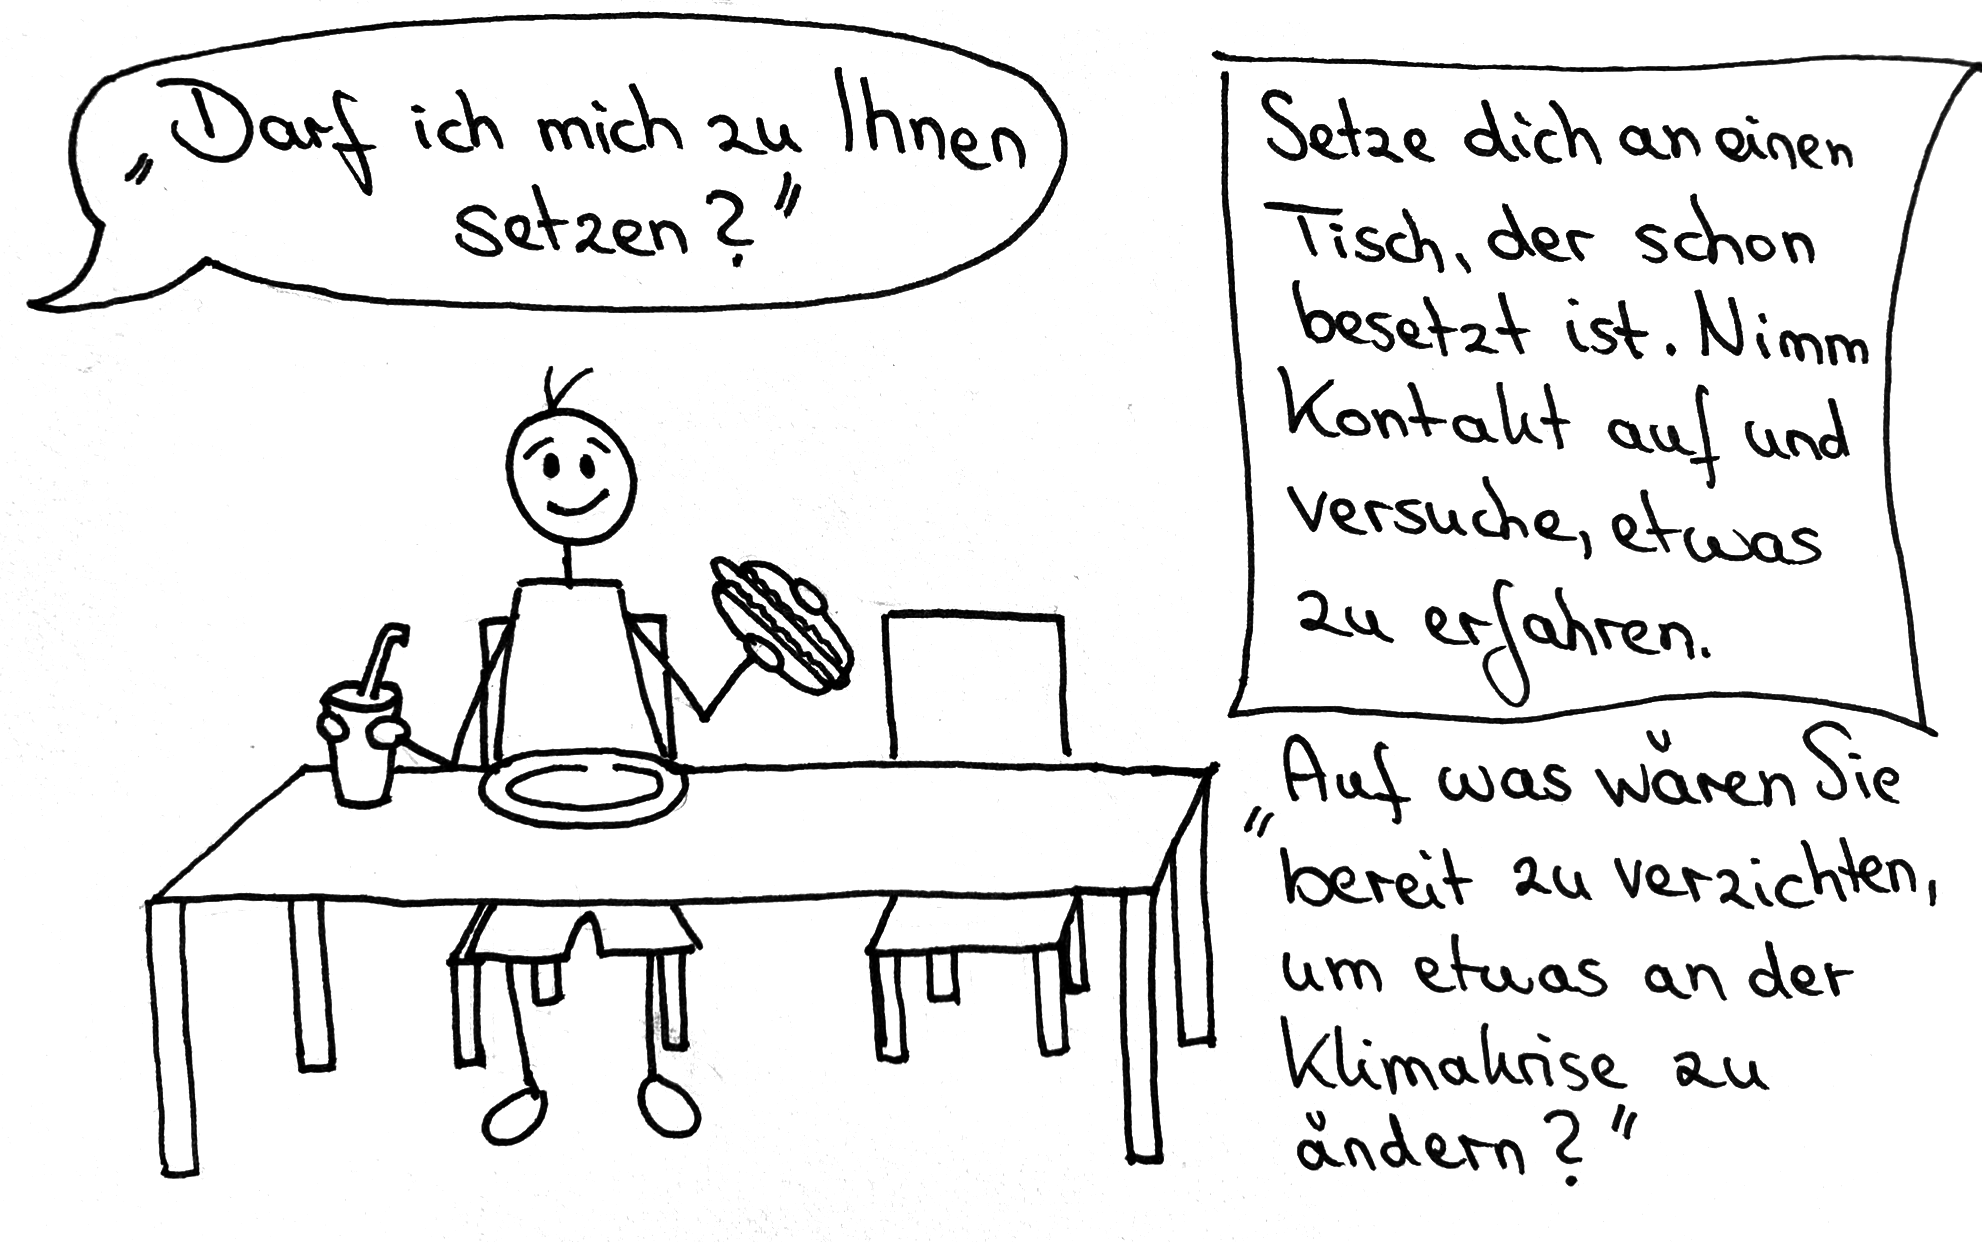 „Darf ich mich zu Ihnen
setzen?"
Setze dich an einen
Tisch, der schon
besetzt ist. Nimm
Kontakt auf und
versuche, etwas
zu erfahren.
„Auf was wären Sie
bereit zu verzichten,
um etwas an der
Klimakrise zu
ändern?"